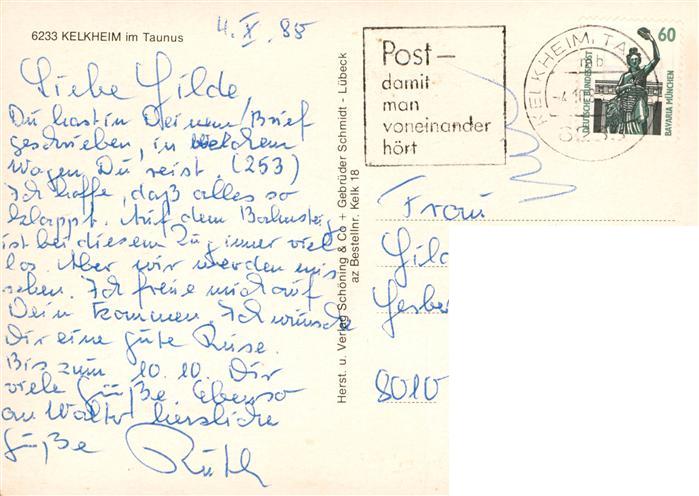 6233 KELKHEIM im Taunus
4. X. 88
Liebe Hilde
Du hast in Deinem Brief
geschrieben, in welchem
Wagen Du reist. (253)
Ich hoffe, daß alles so
klappt. Auf dem Bahnsteig
ist bei diesem Zug immer viel
los. Aber wir werden uns
sehen. Ich freue mich auf
Dein Kommen. Ich wünsche
Dir eine gute Reise.
Bis zum 10. 10. Dir
viele Grüße. Ebenso
an Walter herzliche
Grüße Ruth
Herst. u. Verlag Schöning & Co + Gebrüder Schmidt - Lübeck
az Bestellnr. Kelk 18
Post–
damit
man
voneinander
hört
KELKHEIM, TA
mb
DEUTSCHE BUNDESPOST
60
BAVARIA MÜNCHEN
Frau
8010